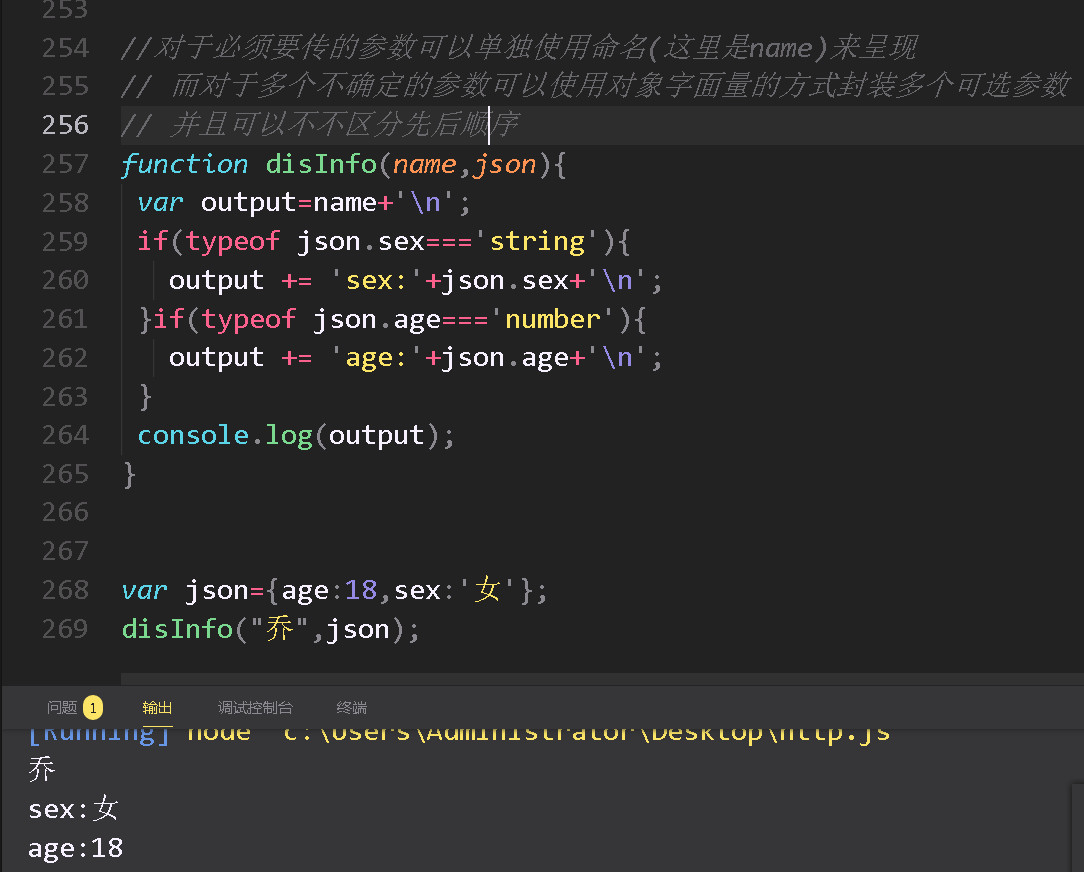 253
254 //对于必须要传的参数可以单独使用命名(这里是name)来呈现
255 // 而对于多个不确定的参数可以使用对象字面量的方式封装多个可选参数
256 // 并且可以不不区分先后顺序
257 function disInfo(name,json){
258 var output=name+'\n';
259 if(typeof json.sex==='string'){
260 output += 'sex:'+json.sex+'\n';
261 }if(typeof json.age==='number'){
262 output += 'age:'+json.age+'\n';
263 }
264 console.log(output);
265 }
266
267
268 var json={age:18,sex:'女'};
269 disInfo("乔",json);
问题 1 输出 调试控制台 终端
[Running] node "c:\Users\Administrator\Desktop\http.js
乔
sex:女
age:18